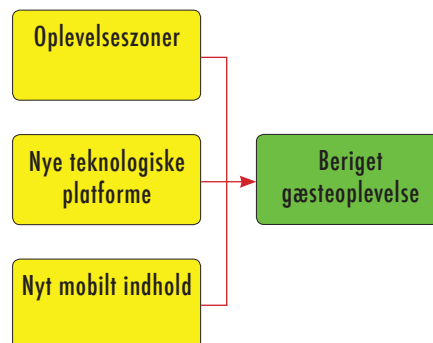 Oplevelseszoner
Nye teknologiske
platforme
Beriget
gæsteoplevelse
Nyt mobilt indhold